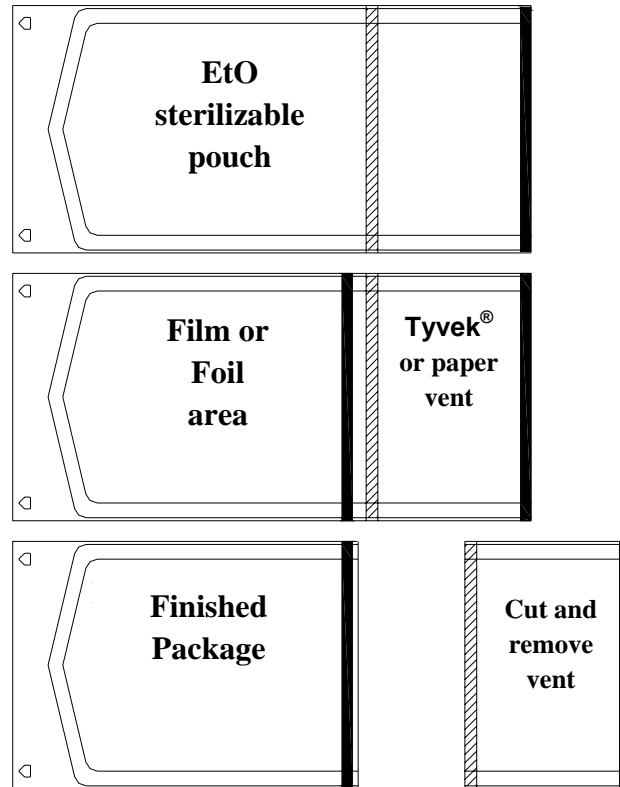 EtO
sterilizable
pouch
Film or
Foil
area
Tyvek®
or paper
vent
Finished
Package
Cut and
remove
vent